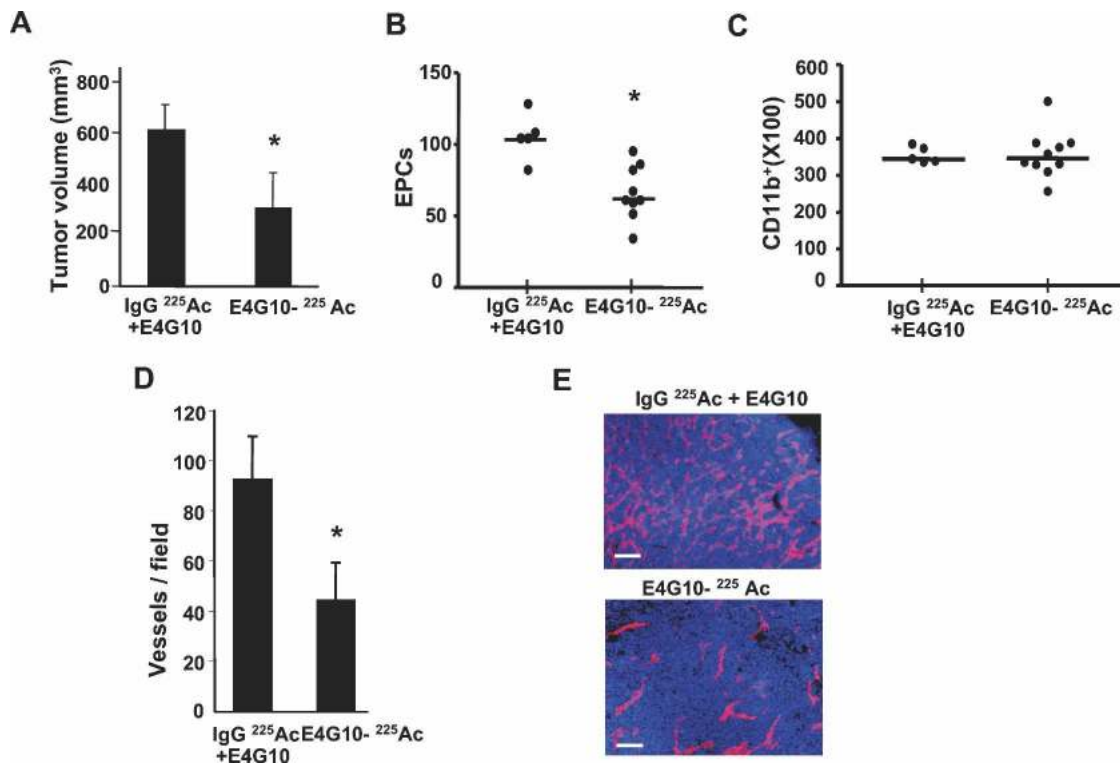 A
Tumor volume (mm³)
800
600
400
200
0
IgG ²²⁵Ac
+E4G10
E4G10- ²²⁵ Ac
*
B
EPCs
150
100
50
0
IgG ²²⁵Ac
+E4G10
E4G10- ²²⁵Ac
*
C
CD11b⁺(X100)
600
500
400
300
200
100
0
IgG ²²⁵Ac
+E4G10
E4G10- ²²⁵Ac
D
Vessels / field
120
100
80
60
40
20
0
IgG ²²⁵Ac
+E4G10
E4G10- ²²⁵Ac
*
E
IgG ²²⁵Ac + E4G10
E4G10- ²²⁵ Ac